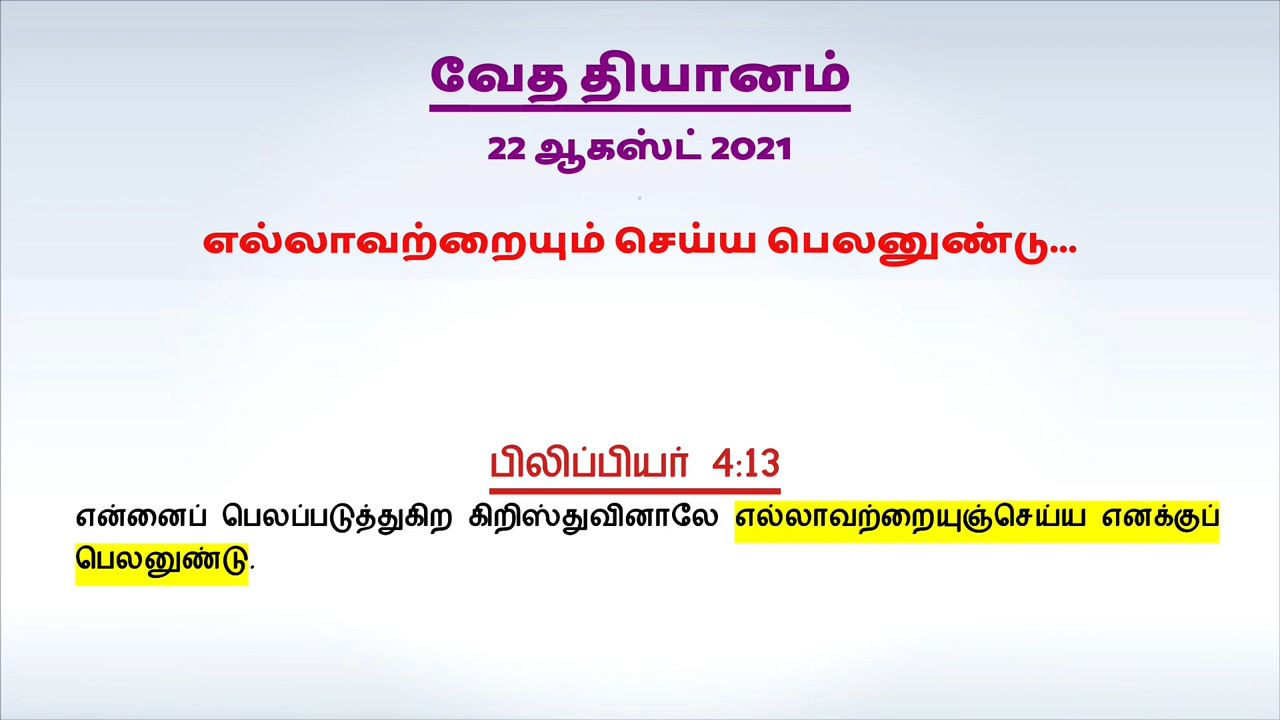 வேத தியானம்
22 ஆகஸ்ட் 2021
எல்லாவற்றையும் செய்ய பெலனுண்டு...
பிலிப்பியர் 4:13
என்னைப் பெலப்படுத்துகிற கிறிஸ்துவினாலே எல்லாவற்றையுஞ்செய்ய எனக்குப்
பெலனுண்டு.